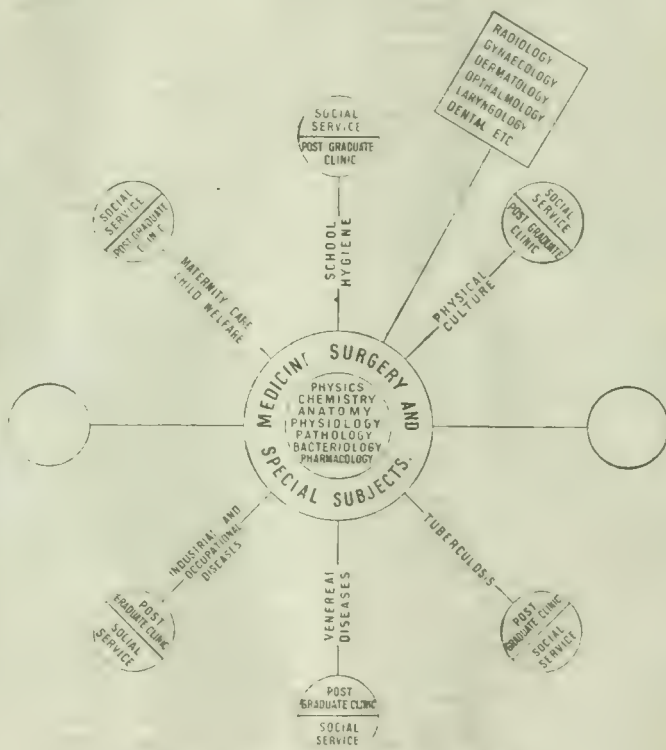 RADIOLOGY
GYNAECOLOGY
DERMATOLOGY
OPTHALMOLOGY
LARYNGOLOGY
DENTAL ETC
SOCIAL
SERVICE
POST GRADUATE
CLINIC
SOCIAL
SERVICE
POST GRADUATE
CLINIC
SOCIAL
SERVICE
POST GRADUATE
CLINIC
SCHOOL
HYGIENE
MATERNITY CARE
CHILD WELFARE
PHYSICAL
CULTURE
MEDICINE SURGERY AND
SPECIAL SUBJECTS.
PHYSICS
CHEMISTRY
ANATOMY
PHYSIOLOGY
PATHOLOGY
BACTERIOLOGY
PHARMACOLOGY
INDUSTRIAL AND
OCCUPATIONAL
DISEASES
VENEREAL
DISEASES
TUBERCULOSIS
POST
GRADUATE CLINIC
SOCIAL
SERVICE
POST
GRADUATE CLINIC
SOCIAL
SERVICE
POST
GRADUATE CLINIC
SOCIAL
SERVICE